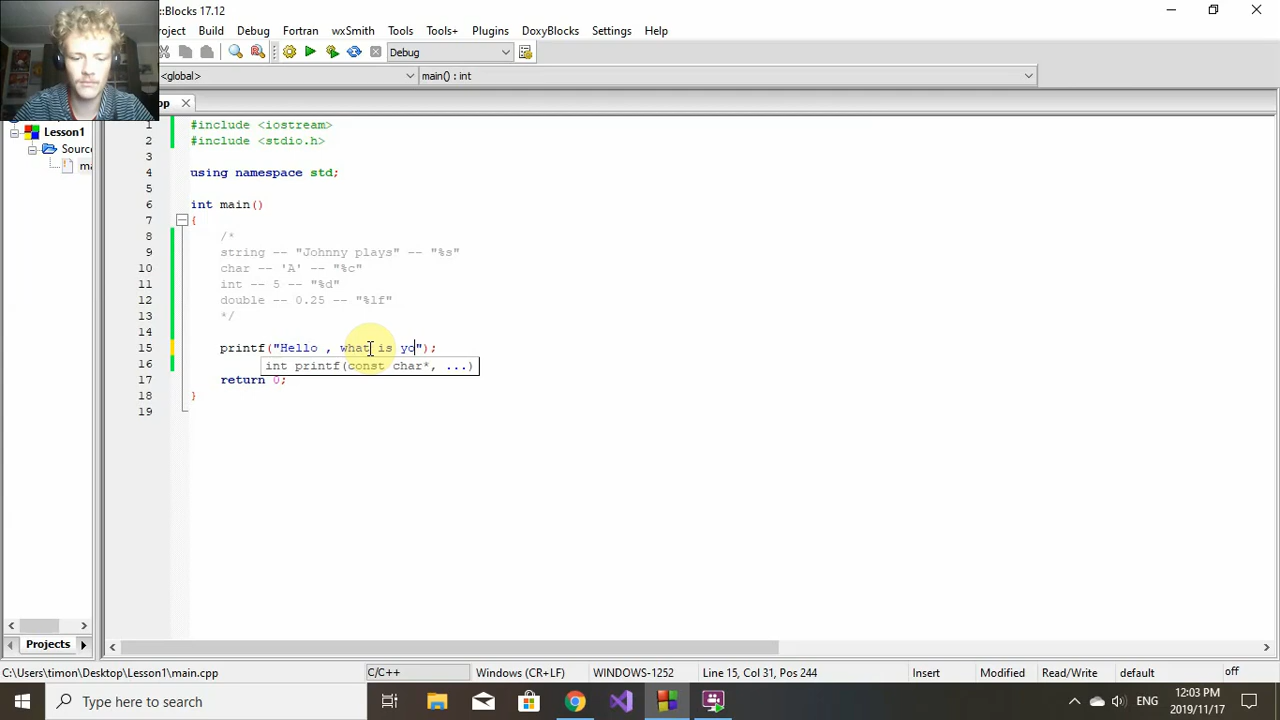 ::Blocks 17.12
oject Build Debug Fortran wxSmith Tools Tools+ Plugins DoxyBlocks Settings Help
Debug
<global> main() : int
pp
Lesson1
Sourc
ma
1 #include <iostream>
2 #include <stdio.h>
3
4 using namespace std;
5
6 int main()
7 {
8 /*
9 string -- "Johnny plays" -- "%s"
10 char -- 'A' -- "%c"
11 int -- 5 -- "%d"
12 double -- 0.25 -- "%lf"
13 */
14
15 printf("Hello , what is yo");
16 int printf(const char*, ...)
17 return 0;
18 }
19
Projects
C:\Users\timon\Desktop\Lesson1\main.cpp C/C++ Windows (CR+LF) WINDOWS-1252 Line 15, Col 31, Pos 244 Insert Modified Read/Write default off
Type here to search
ENG
12:03 PM
2019/11/17